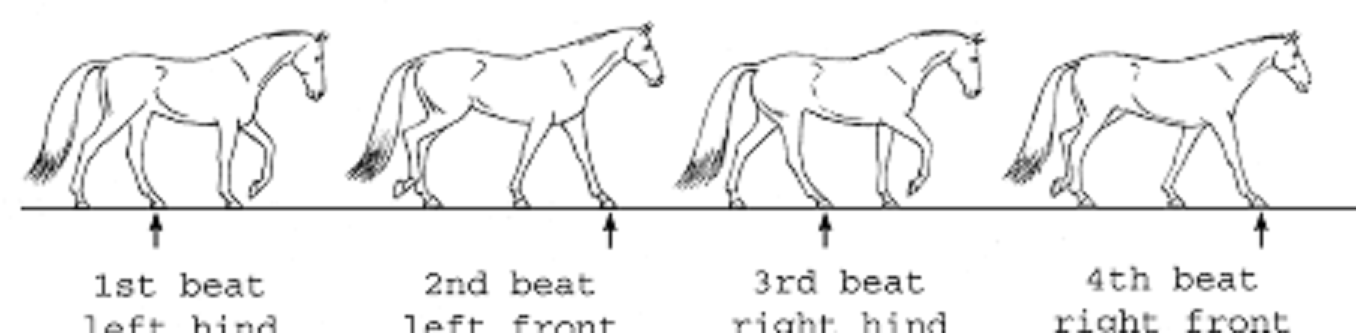 1st beat
left hind
2nd beat
left front
3rd beat
right hind
4th beat
right front